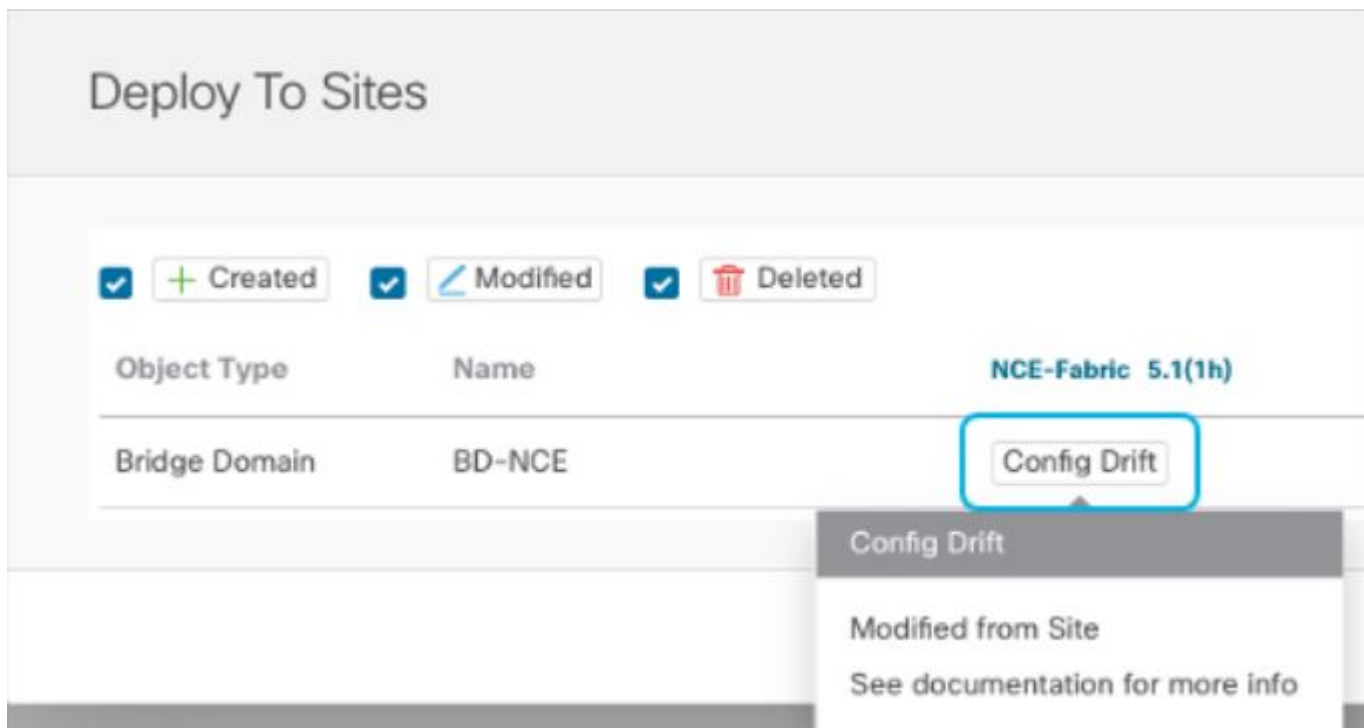 Deploy To Sites
Created Modified Deleted
Object Type Name NCE-Fabric 5.1(1h)
Bridge Domain BD-NCE Config Drift
Config Drift
Modified from Site
See documentation for more info